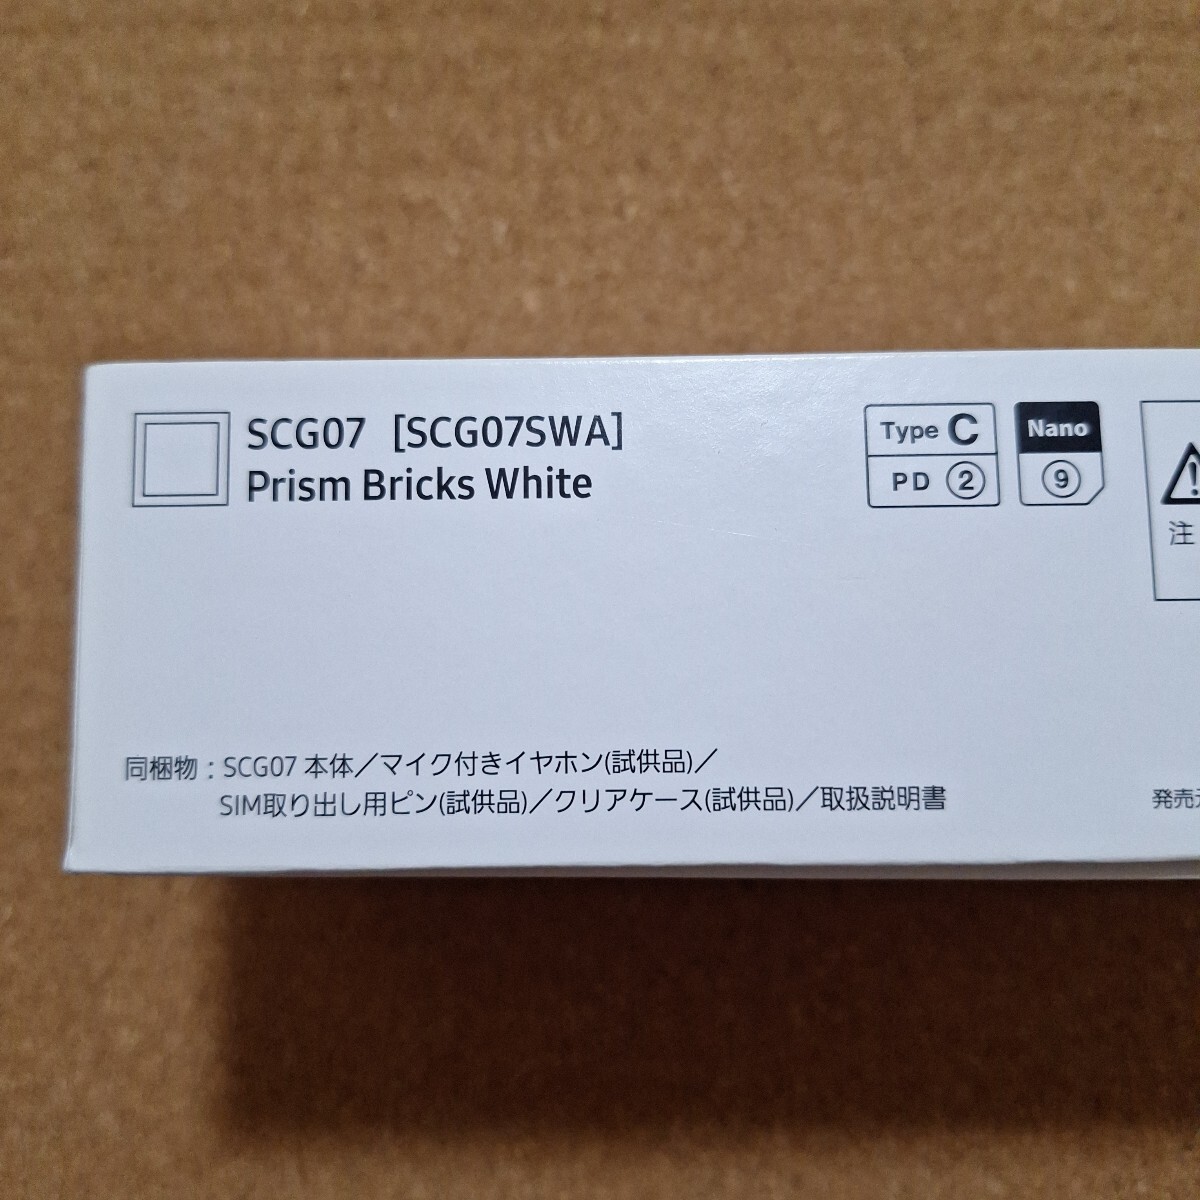 SCG07 [SCG07SWA]
Prism Bricks White
Type C
PD ②
Nano
⑨
注
同梱物：SCG07 本体／マイク付きイヤホン(試供品)／
SIM取り出し用ピン(試供品)／クリアケース(試供品)／取扱説明書
発売元